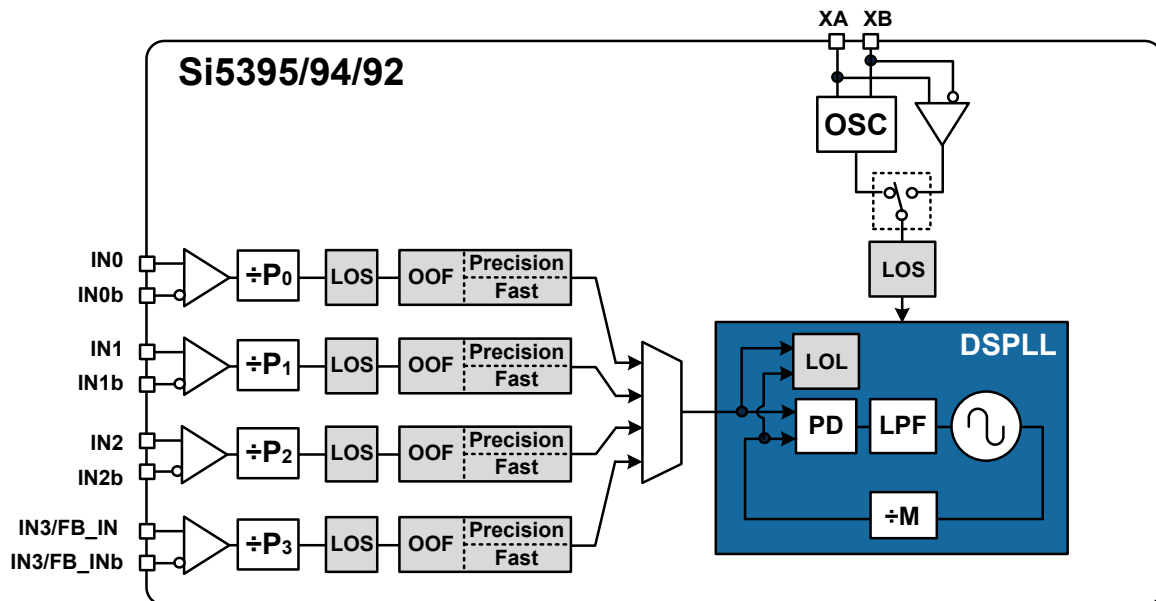 XA XB
Si5395/94/92
OSC
LOS
IN0
IN0b
÷P0
LOS
OOF
Precision
Fast
IN1
IN1b
÷P1
LOS
OOF
Precision
Fast
IN2
IN2b
÷P2
LOS
OOF
Precision
Fast
IN3/FB_IN
IN3/FB_INb
÷P3
LOS
OOF
Precision
Fast
DSPLL
LOL
PD
LPF
÷M